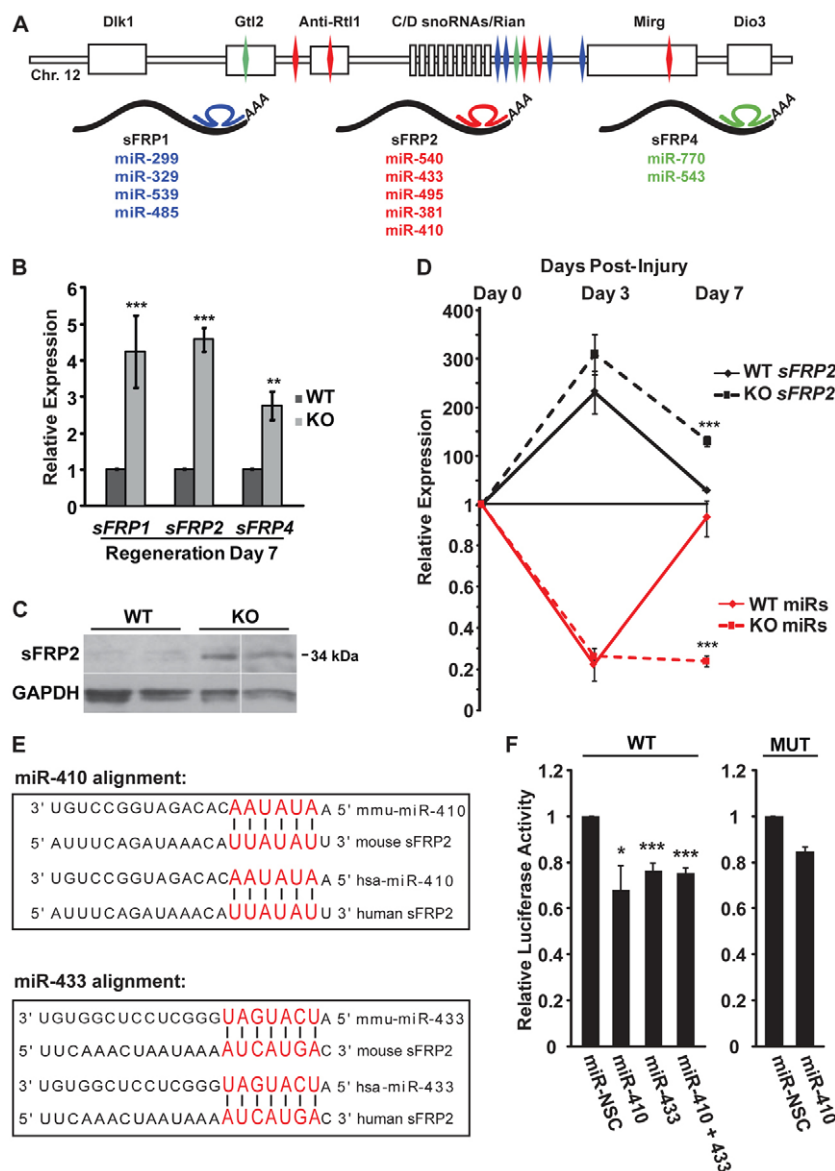 A
Dlk1 Gtl2 Anti-Rtl1 C/D snoRNAs/Rian Mirg Dio3
Chr. 12
AAA AAA AAA
sFRP1 sFRP2 sFRP4
miR-299 miR-540 miR-770
miR-329 miR-433 miR-543
miR-539 miR-495
miR-485 miR-381
miR-410
B
Relative Expression
6
5
4
3
2
1
0
*** *** **
WT
KO
sFRP1 sFRP2 sFRP4
Regeneration Day 7
C
WT KO
sFRP2 -34 kDa
GAPDH
D
Days Post-Injury
Day 0 Day 3 Day 7
Relative Expression
400
300
200
100
1
0.8
0.6
0.4
0.2
0
WT sFRP2
KO sFRP2
***
WT miRs
KO miRs
***
E
miR-410 alignment:
3' UGUCCGGUAGACACAAUAUAA 5' mmu-miR-410
5' AUUUCAGAUAAACAUUAUAUU 3' mouse sFRP2
3' UGUCCGGUAGACACAAUAUAA 5' hsa-miR-410
5' AUUUCAGAUAAACAUUAUAUU 3' human sFRP2
miR-433 alignment:
3' UGUGGCUCCUCGGGUAGUACUA 5' mmu-miR-433
5' UUCAAACUAAUAAAAUCAUGAC 3' mouse sFRP2
3' UGUGGCUCCUCGGGUAGUACUA 5' hsa-miR-433
5' UUCAAACUAAUAAAAUCAUGAC 3' human sFRP2
F
WT MUT
Relative Luciferase Activity
1.2
1
0.8
0.6
0.4
0.2
0
* *** ***
miR-NSC
miR-410
miR-433
miR-410 + 433
1.2
1
0.8
0.6
0.4
0.2
0
miR-NSC
miR-410